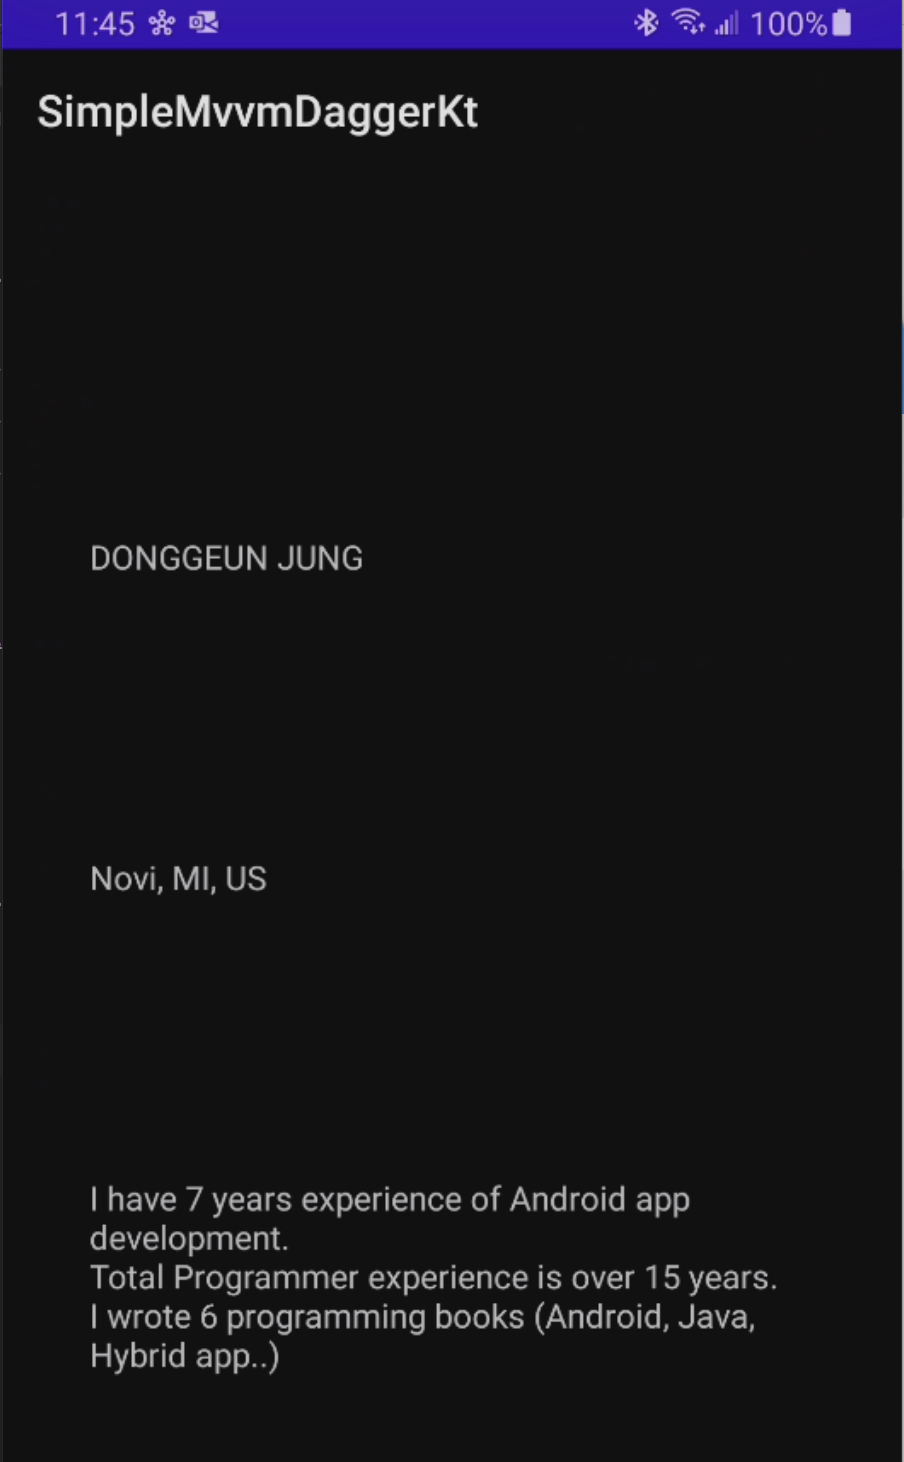 11:45 100%
SimpleMvvmDaggerKt
DONGGEUN JUNG
Novi, MI, US
I have 7 years experience of Android app
development.
Total Programmer experience is over 15 years.
I wrote 6 programming books (Android, Java,
Hybrid app..)